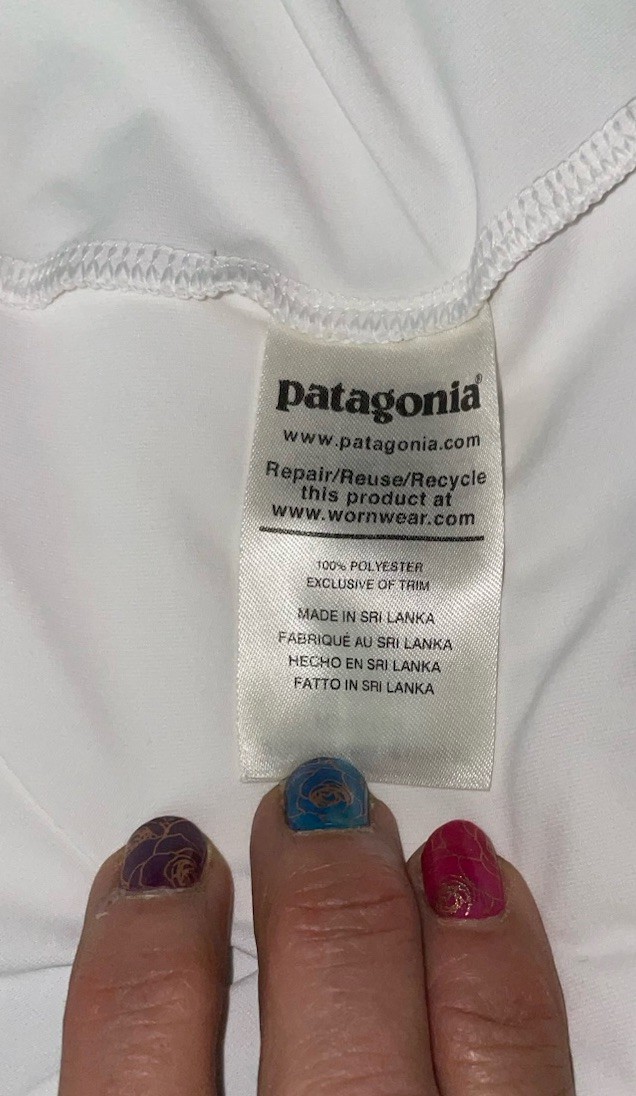 patagonia®
www.patagonia.com
Repair/Reuse/Recycle
this product at
www.wornwear.com
100% POLYESTER
EXCLUSIVE OF TRIM
MADE IN SRI LANKA
FABRIQUÉ AU SRI LANKA
HECHO EN SRI LANKA
FATTO IN SRI LANKA